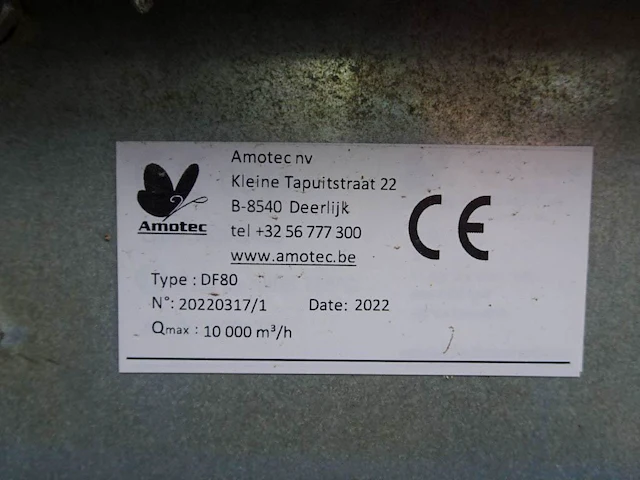 Amotec nv
Kleine Tapuitstraat 22
B-8540 Deerlijk
tel +32 56 777 300
www.amotec.be
Amotec
CE
Type : DF80
N°: 20220317/1 Date: 2022
Qmax : 10 000 m³/h